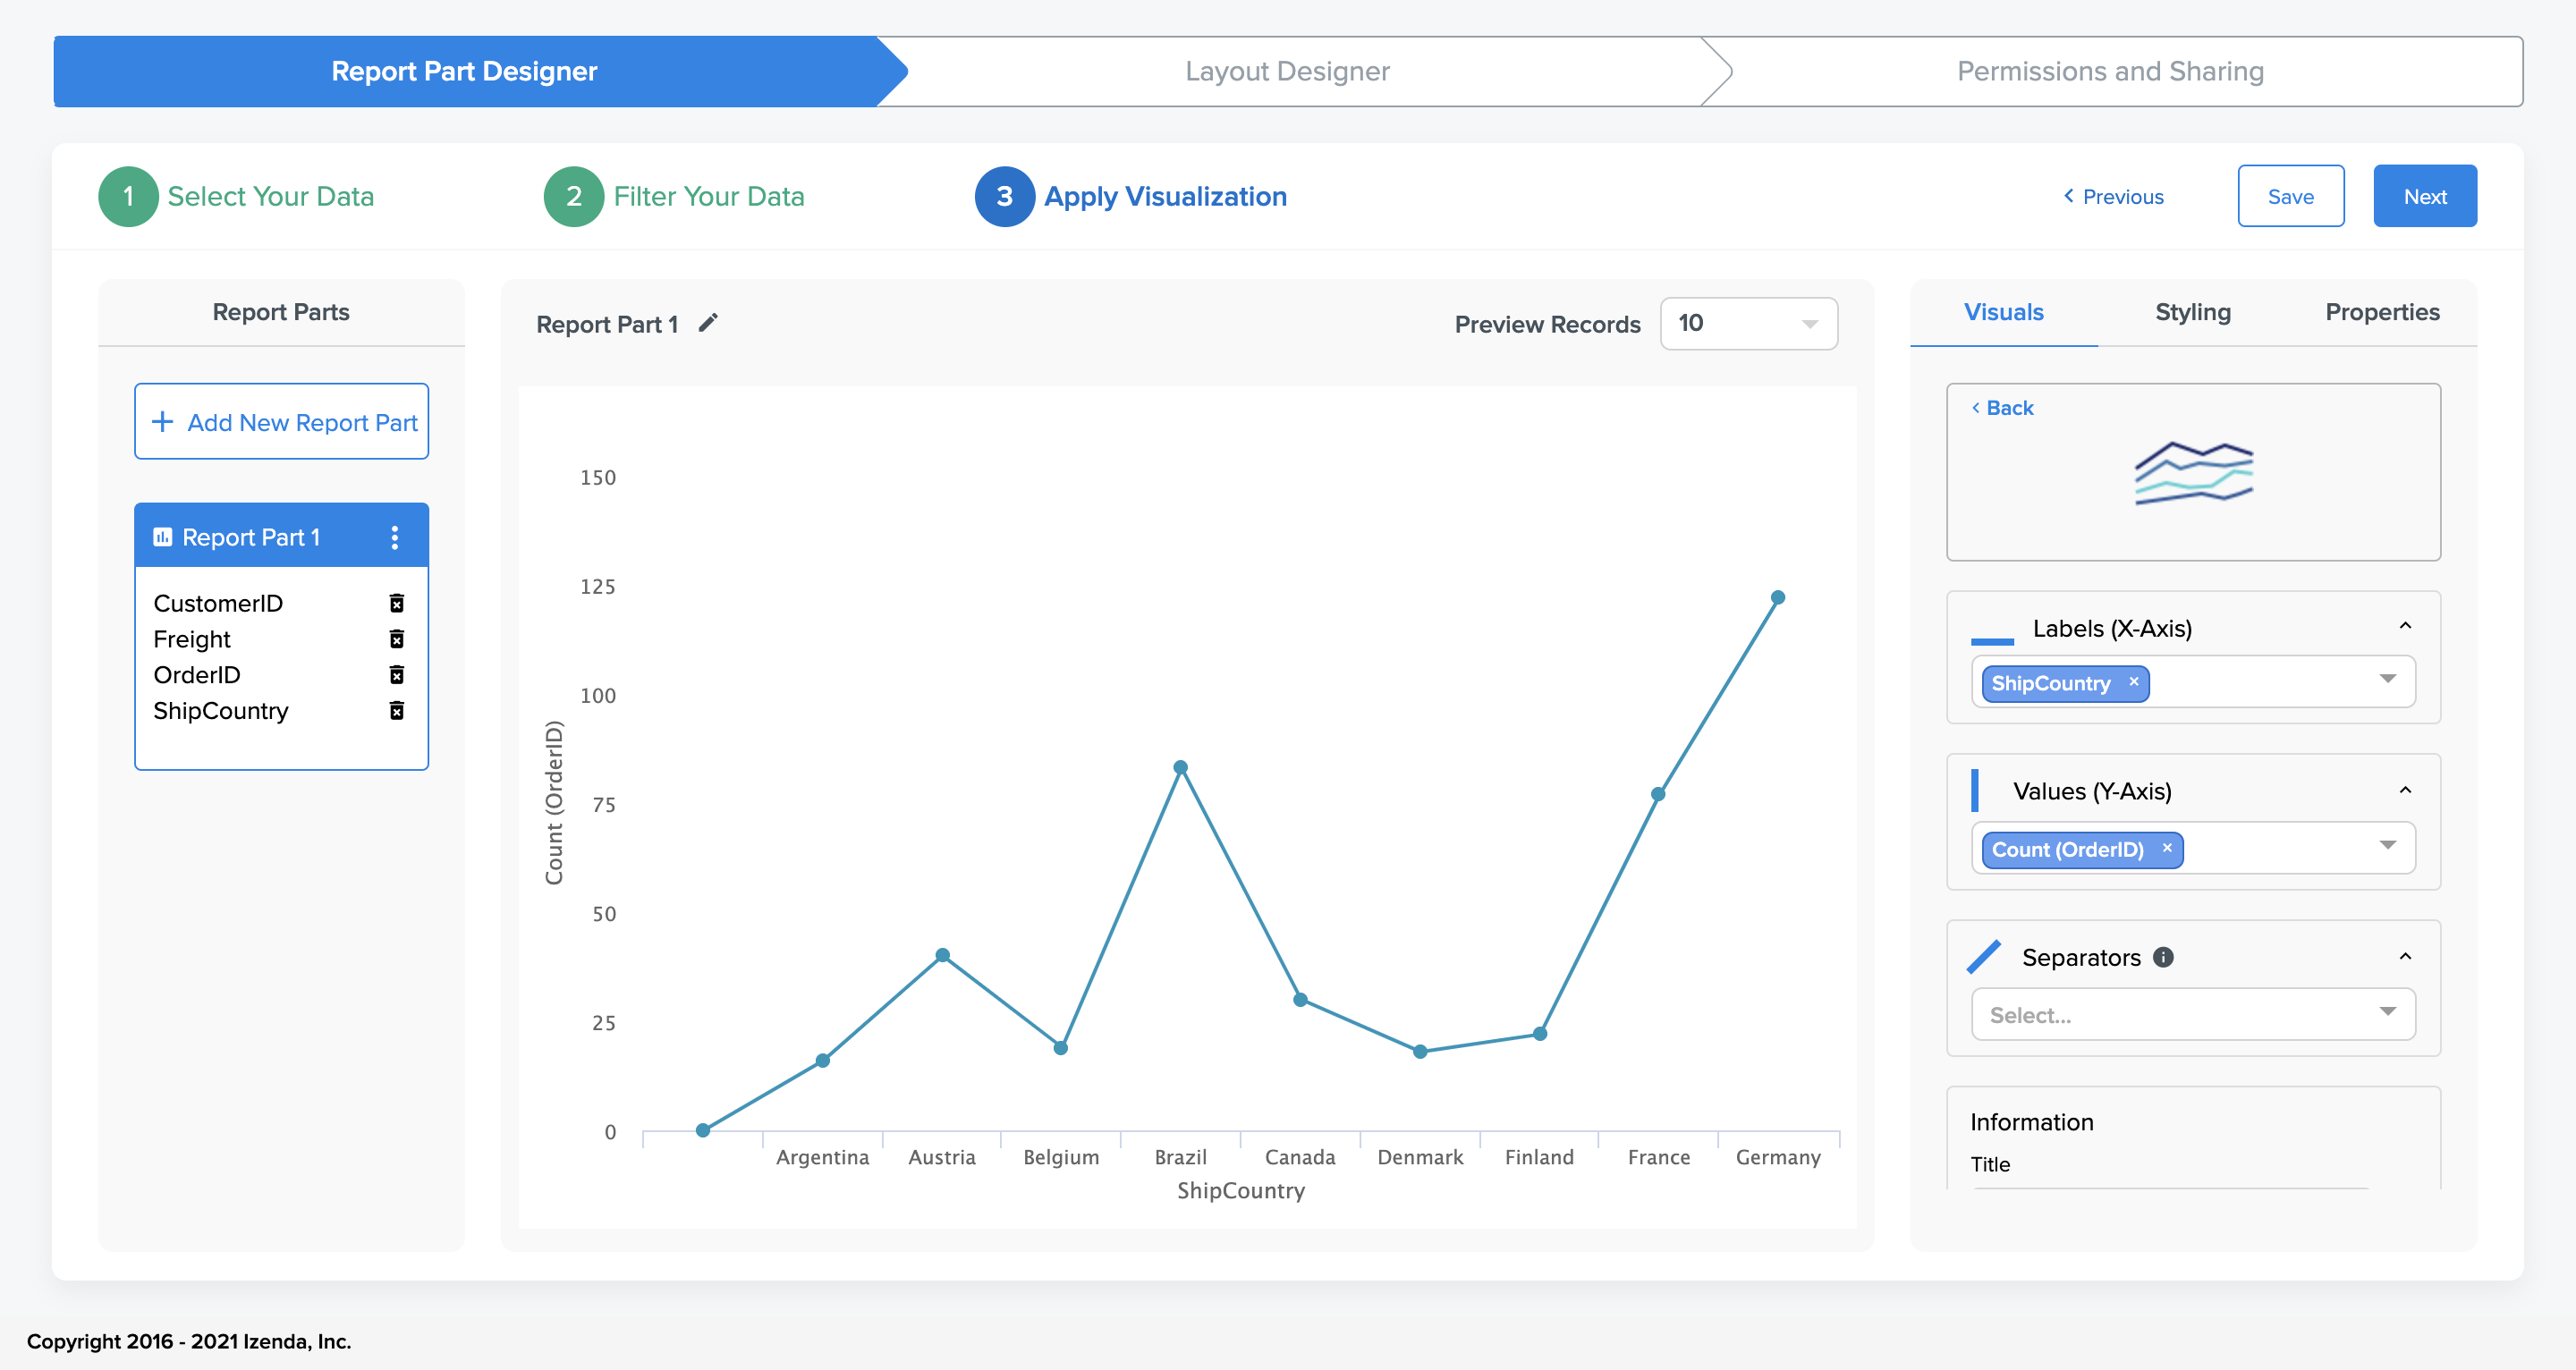 Report Part Designer
Layout Designer
Permissions and Sharing
1 Select Your Data
2 Filter Your Data
3 Apply Visualization
Previous
Save
Next
Report Parts
Add New Report Part
Report Part 1
CustomerID
Freight
OrderID
ShipCountry
Report Part 1
Preview Records
10
150
125
100
75
50
25
0
Count (OrderID)
Argentina
Austria
Belgium
Brazil
Canada
Denmark
Finland
France
Germany
ShipCountry
Visuals
Styling
Properties
Back
Labels (X-Axis)
ShipCountry ×
Values (Y-Axis)
Count (OrderID) ×
Separators i
Select...
Information
Title
Copyright 2016 - 2021 Izenda, Inc.